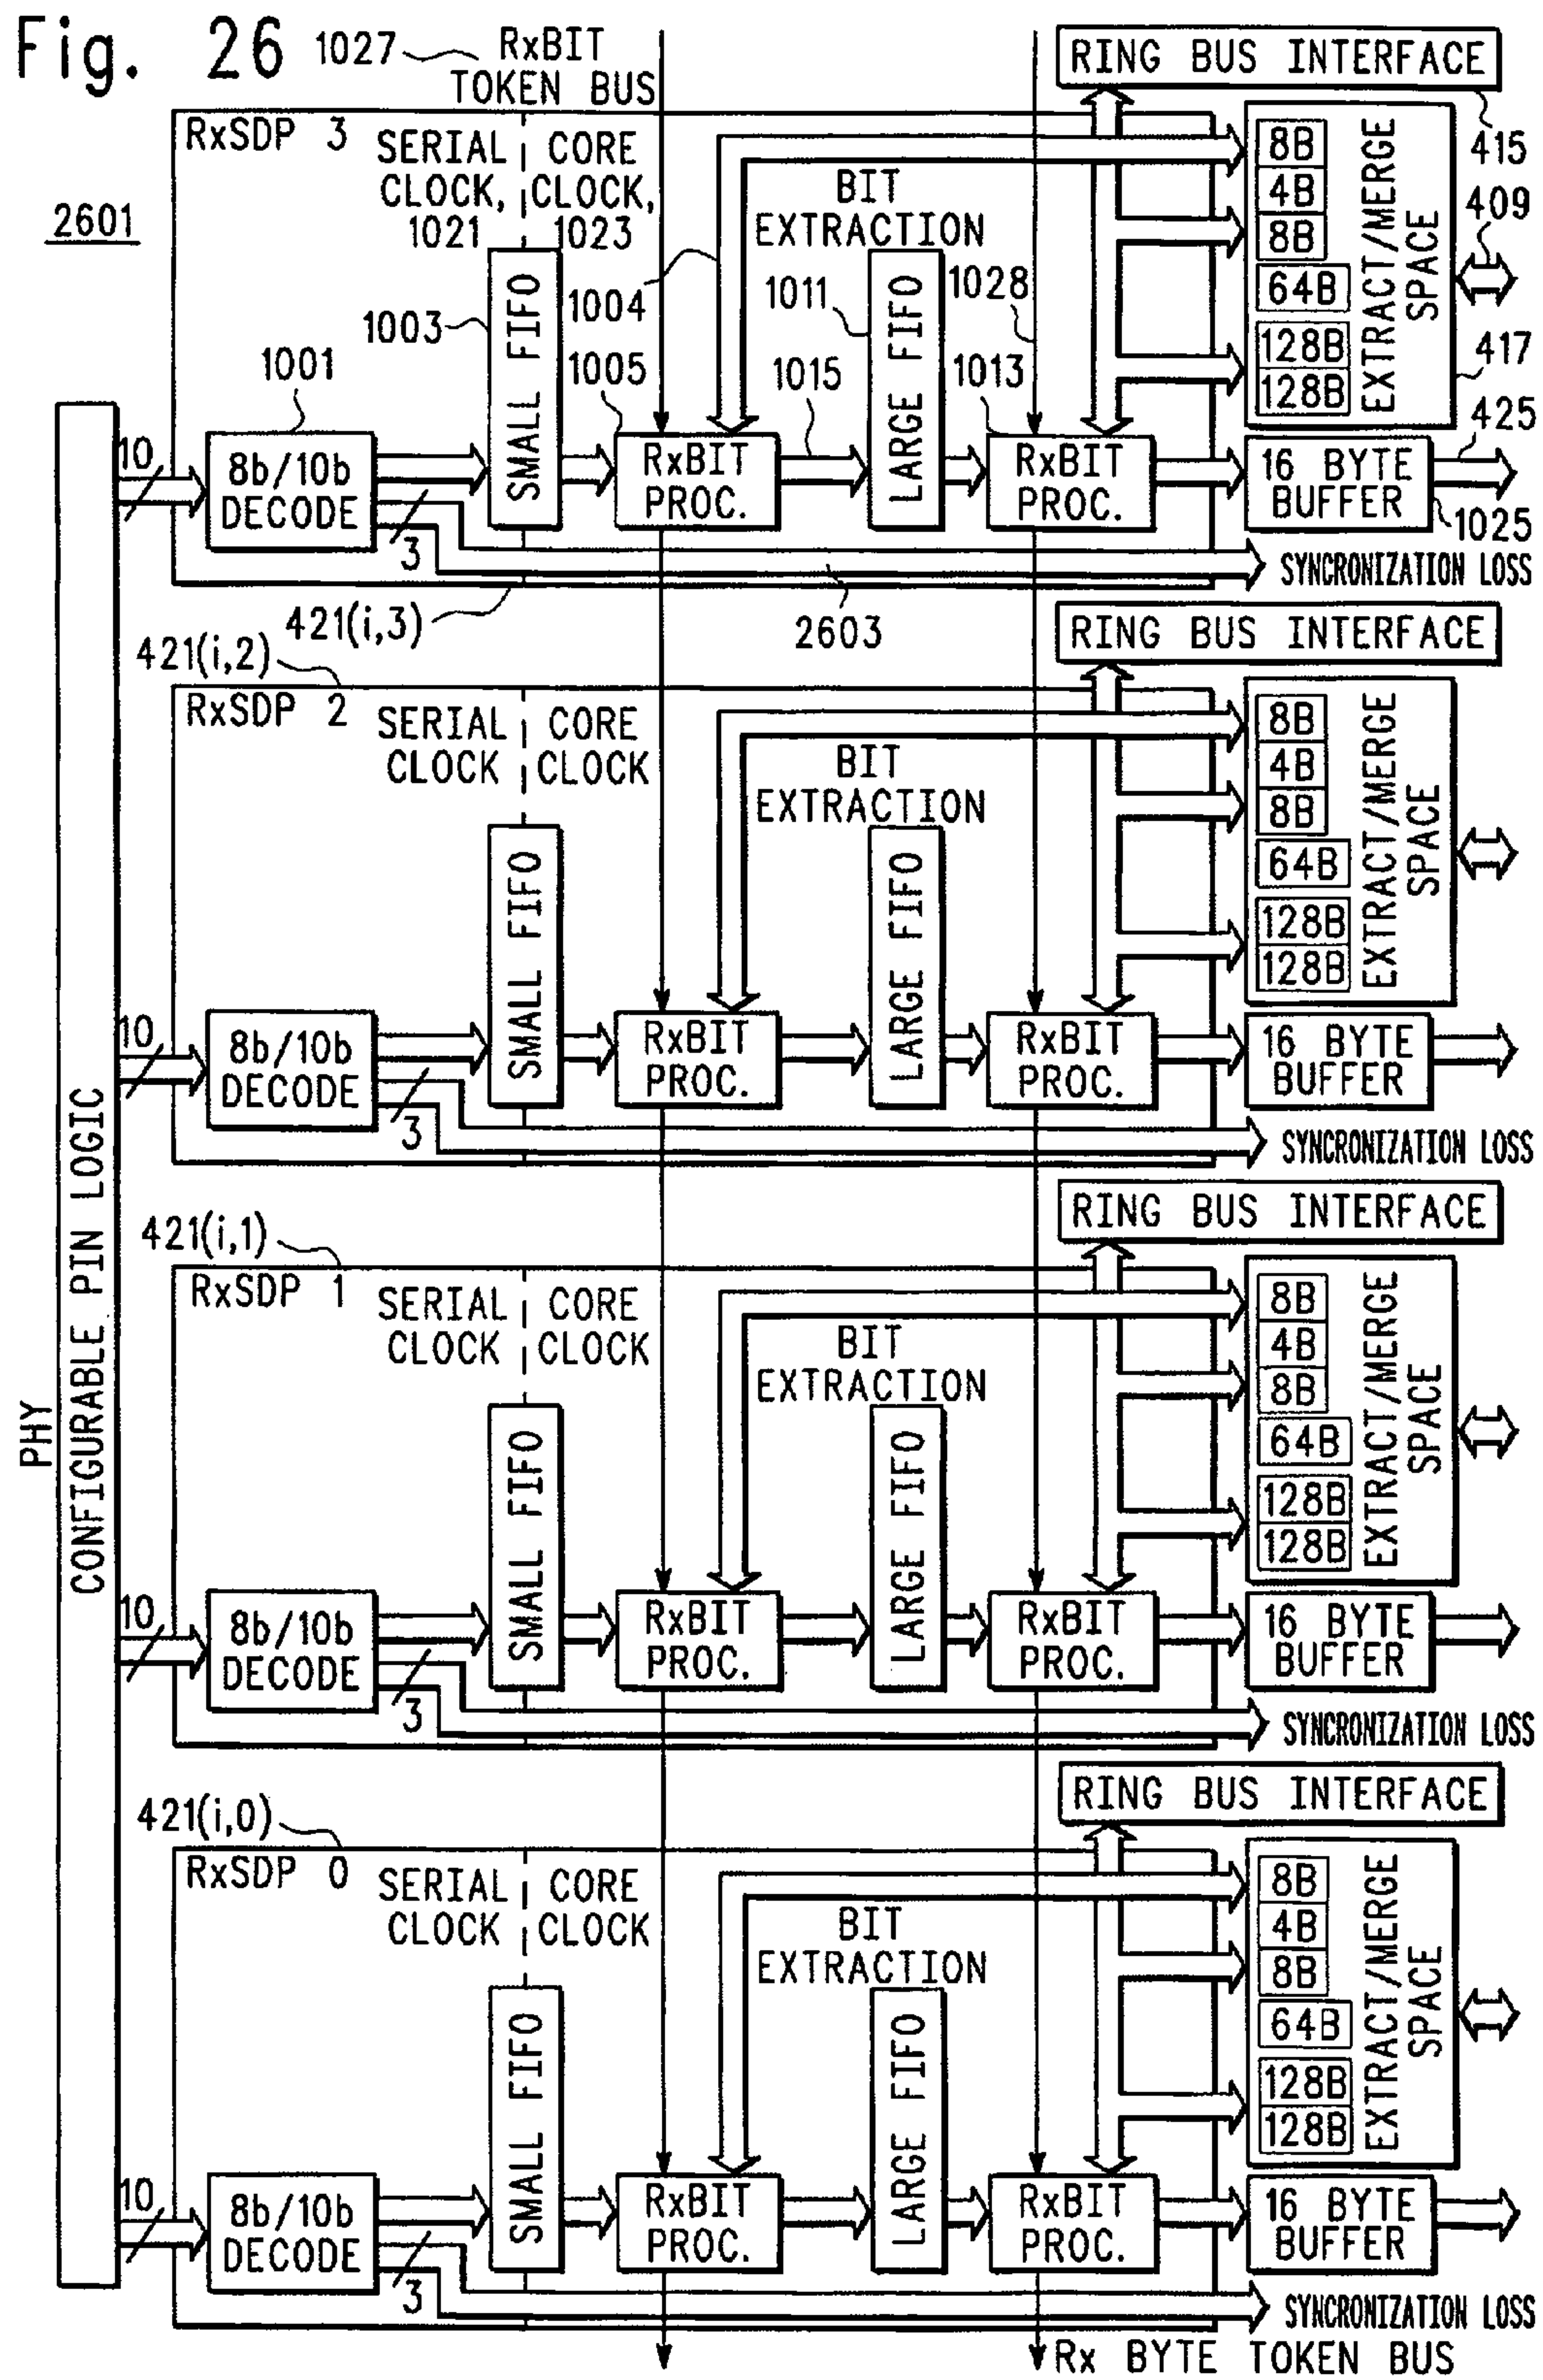 Fig. 26
1027
RxBIT
TOKEN BUS
RING BUS INTERFACE
415
2601
RxSDP 3
SERIAL
CLOCK,
1021
CORE
CLOCK,
1023
BIT
EXTRACTION
8B
4B
8B
64B
128B
128B
EXTRACT/MERGE
SPACE
409
417
1001
1003
SMALL FIFO
1004
1005
1015
1011
LARGE FIFO
1028
1013
10
8b/10b
DECODE
3
RxBIT
PROC.
RxBIT
PROC.
16 BYTE
BUFFER
425
1025
SYNCRONIZATION LOSS
2603
421(i,3)
421(i,2)
RING BUS INTERFACE
RxSDP 2
SERIAL
CLOCK
CORE
CLOCK
BIT
EXTRACTION
8B
4B
8B
64B
128B
128B
EXTRACT/MERGE
SPACE
SMALL FIFO
LARGE FIFO
10
8b/10b
DECODE
3
RxBIT
PROC.
RxBIT
PROC.
16 BYTE
BUFFER
SYNCRONIZATION LOSS
PHY
CONFIGURABLE PIN LOGIC
421(i,1)
RING BUS INTERFACE
RxSDP 1
SERIAL
CLOCK
CORE
CLOCK
BIT
EXTRACTION
8B
4B
8B
64B
128B
128B
EXTRACT/MERGE
SPACE
SMALL FIFO
LARGE FIFO
10
8b/10b
DECODE
3
RxBIT
PROC.
RxBIT
PROC.
16 BYTE
BUFFER
SYNCRONIZATION LOSS
421(i,0)
RING BUS INTERFACE
RxSDP 0
SERIAL
CLOCK
CORE
CLOCK
BIT
EXTRACTION
8B
4B
8B
64B
128B
128B
EXTRACT/MERGE
SPACE
SMALL FIFO
LARGE FIFO
10
8b/10b
DECODE
3
RxBIT
PROC.
RxBIT
PROC.
16 BYTE
BUFFER
SYNCRONIZATION LOSS
Rx BYTE TOKEN BUS